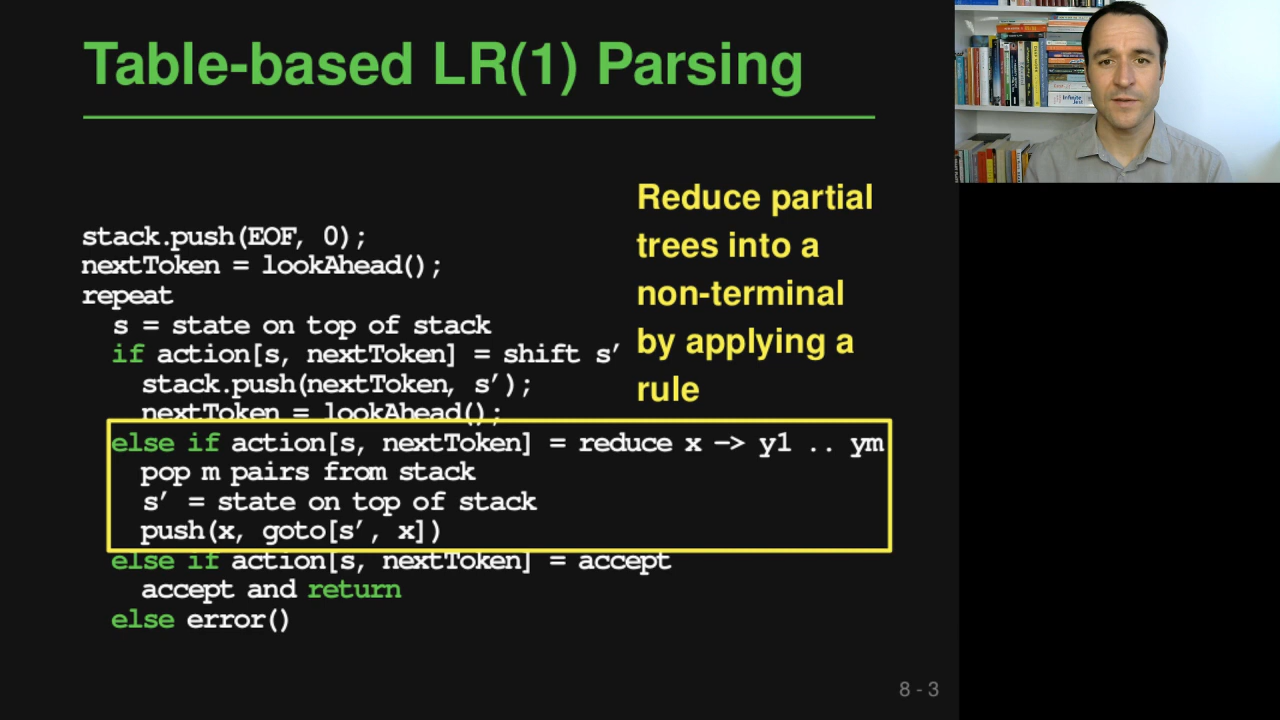 Table-based LR(1) Parsing
Reduce partial
trees into a
non-terminal
by applying a
rule
stack.push(EOF, 0);
nextToken = lookAhead();
repeat
s = state on top of stack
if action[s, nextToken] = shift s′
stack.push(nextToken, s′);
nextToken = lookAhead();
else if action[s, nextToken] = reduce x -> y1 .. ym
pop m pairs from stack
s′ = state on top of stack
push(x, goto[s′, x])
else if action[s, nextToken] = accept
accept and return
else error()
8 - 3
Infinite
Jest